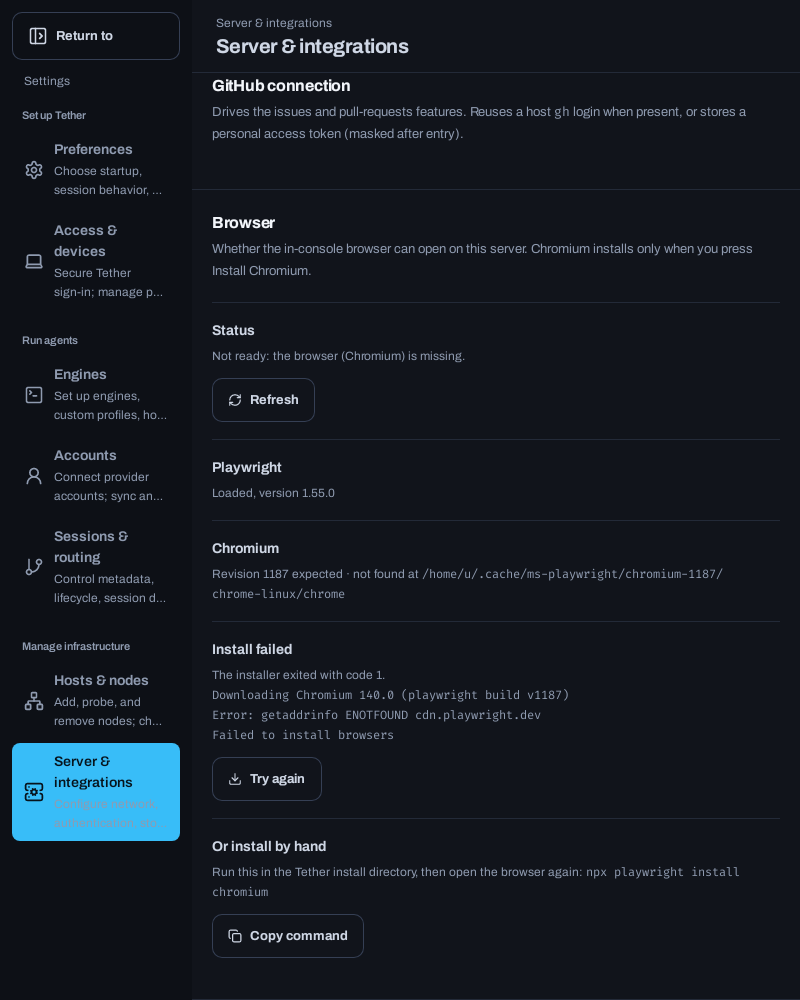 Return to
Settings
Set up Tether
Preferences
Choose startup,
session behavior, ...
Access &
devices
Secure Tether
sign-in; manage p...
Run agents
Engines
Set up engines,
custom profiles, ho...
Accounts
Connect provider
accounts; sync an...
Sessions &
routing
Control metadata,
lifecycle, session d...
Manage infrastructure
Hosts & nodes
Add, probe, and
remove nodes; ch...
Server &
integrations
Server & integrations
Server & integrations
GitHub connection
Drives the issues and pull-requests features. Reuses a host gh login when present, or stores a
personal access token (masked after entry).
Browser
Whether the in-console browser can open on this server. Chromium installs only when you press
Install Chromium.
Status
Not ready: the browser (Chromium) is missing.
Refresh
Playwright
Loaded, version 1.55.0
Chromium
Revision 1187 expected · not found at /home/u/.cache/ms-playwright/chromium-1187/
chrome-linux/chrome
Install failed
The installer exited with code 1.
Downloading Chromium 140.0 (playwright build v1187)
Error: getaddrinfo ENOTFOUND cdn.playwright.dev
Failed to install browsers
Try again
Or install by hand
Run this in the Tether install directory, then open the browser again: npx playwright install
chromium
Copy command